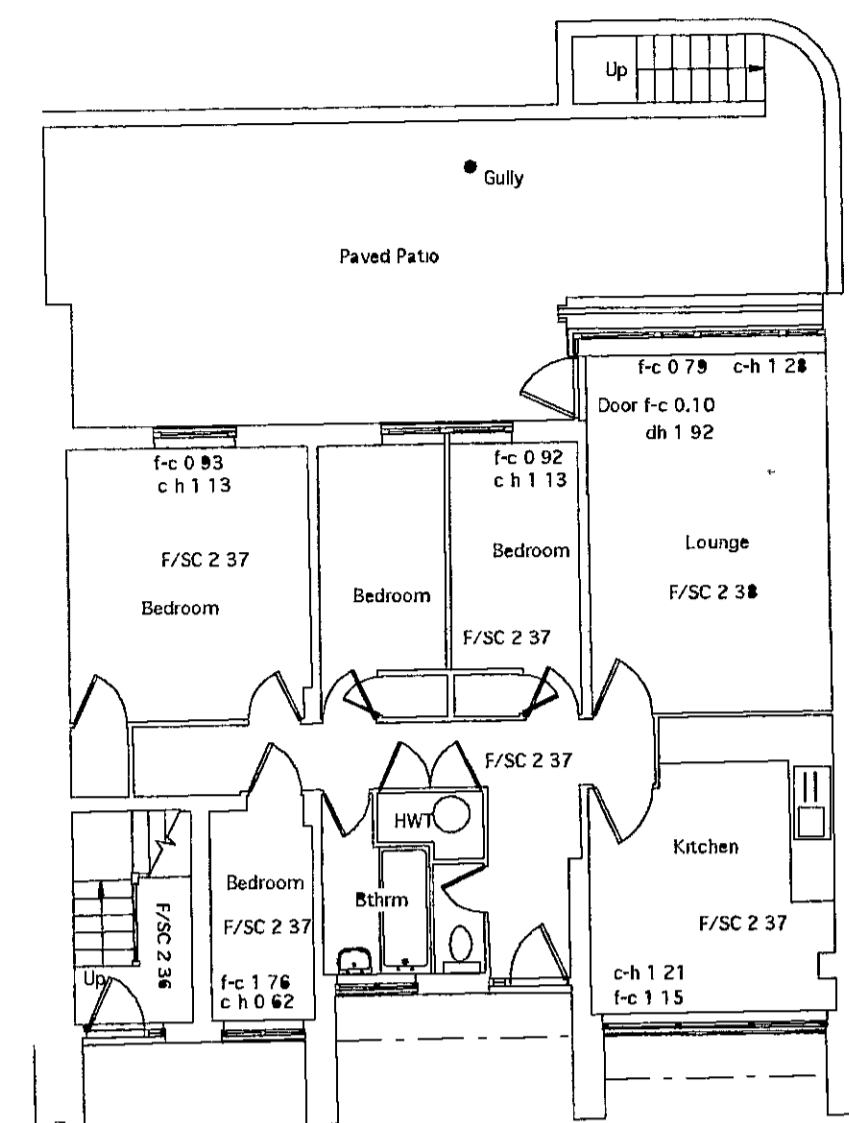 Up
Gully
Paved Patio
f-c 0 79 c-h 1 28
Door f-c 0.10
dh 1 92
f-c 0 93
c h 1 13
f-c 0 92
c h 1 13
F/SC 2 37
Bedroom
Bedroom
Bedroom
F/SC 2 37
Lounge
F/SC 2 38
F/SC 2 37
HWT
Kitchen
F/SC 2 37
Bedroom
F/SC 2 37
f-c 1 76
c h 0 62
Bthrm
F/SC 2 36
Up
c-h 1 21
f-c 1 15